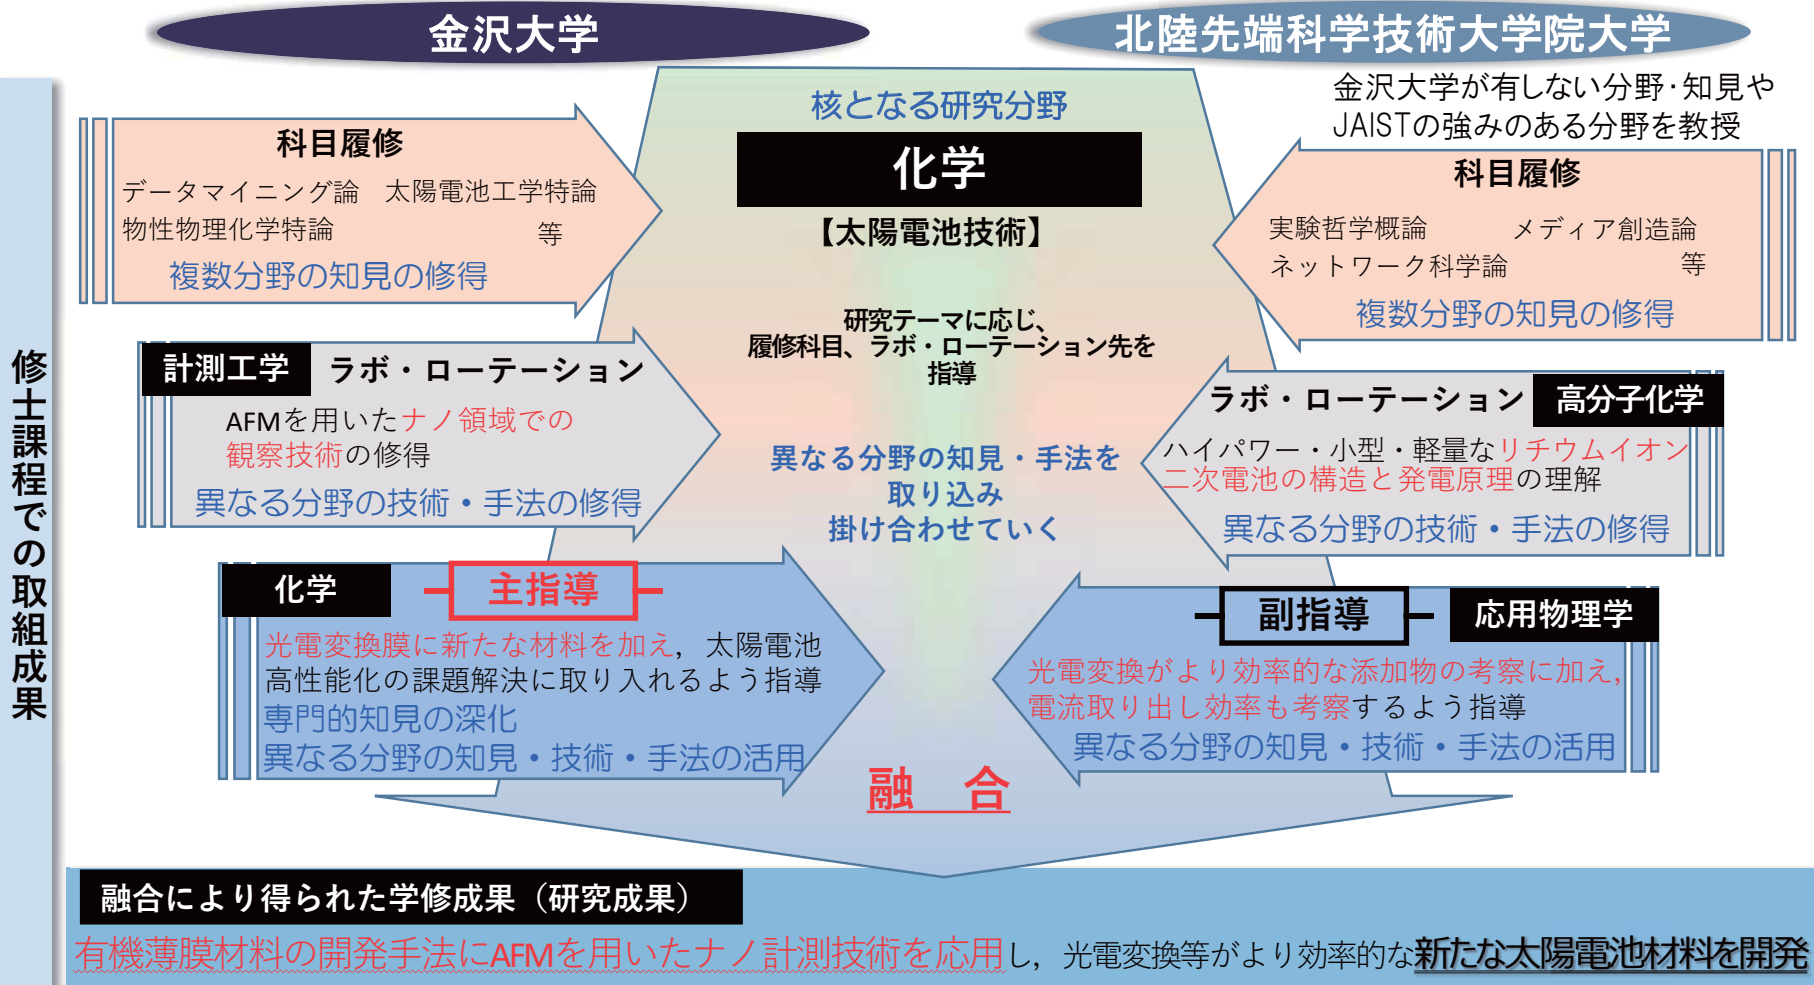 金沢大学
北陸先端科学技術大学院大学
修士課程での取組成果
金沢大学が有しない分野・知見や
JAISTの強みのある分野を教授
核となる研究分野
化学
【太陽電池技術】
研究テーマに応じ、
履修科目、ラボ・ローテーション先を
指導
異なる分野の知見・手法を
取り込み
掛け合わせていく
融　合
科目履修
データマイニング論　太陽電池工学特論
物性物理化学特論　等
複数分野の知見の修得
計測工学　ラボ・ローテーション
AFMを用いたナノ領域での
観察技術の修得
異なる分野の技術・手法の修得
化学　主指導
光電変換膜に新たな材料を加え，太陽電池
高性能化の課題解決に取り入れるよう指導
専門的知見の深化
異なる分野の知見・技術・手法の活用
科目履修
実験哲学概論　メディア創造論
ネットワーク科学論　等
複数分野の知見の修得
ラボ・ローテーション　高分子化学
ハイパワー・小型・軽量なリチウムイオン
二次電池の構造と発電原理の理解
異なる分野の技術・手法の修得
副指導　応用物理学
光電変換がより効率的な添加物の考察に加え，
電流取り出し効率も考察するよう指導
異なる分野の知見・技術・手法の活用
融合により得られた学修成果（研究成果）
有機薄膜材料の開発手法にAFMを用いたナノ計測技術を応用し，光電変換等がより効率的な新たな太陽電池材料を開発